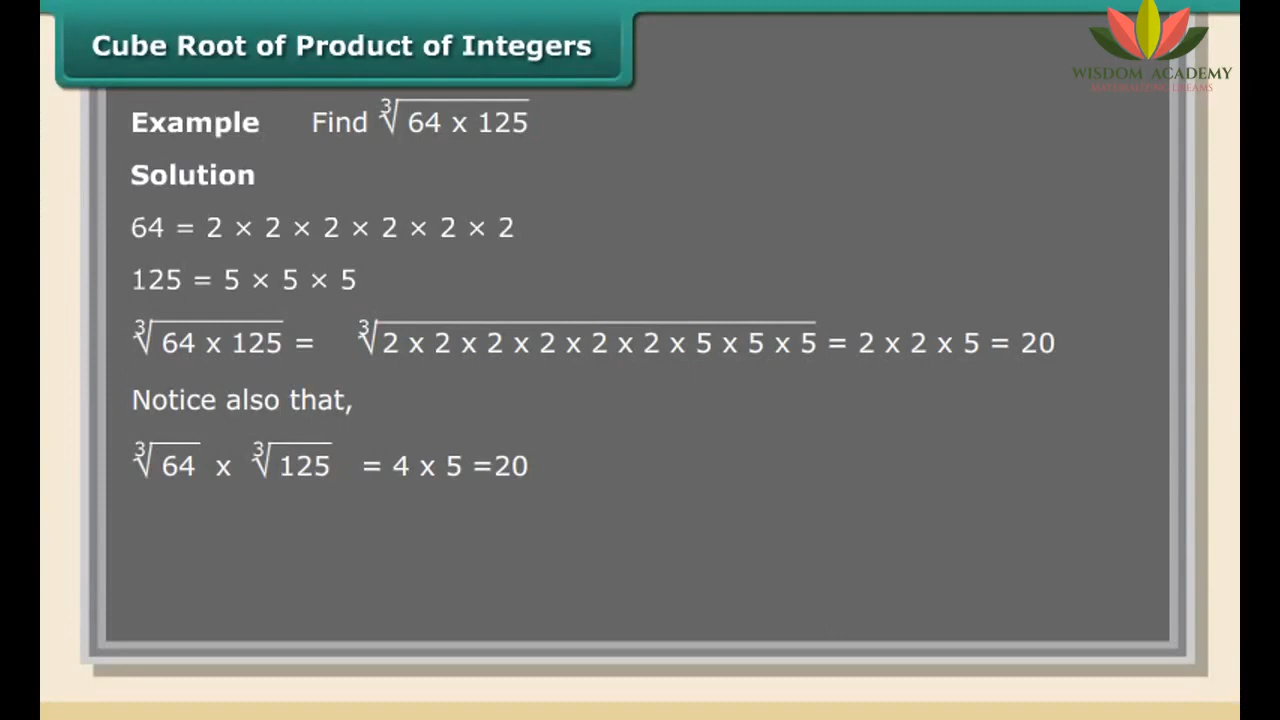 Cube Root of Product of Integers
WISDOM ACADEMY
MATERIALIZING DREAMS
Example Find ∛64 x 125
Solution
64 = 2 × 2 × 2 × 2 × 2 × 2
125 = 5 × 5 × 5
∛64 x 125 = ∛2 x 2 x 2 x 2 x 2 x 2 x 5 x 5 x 5 = 2 x 2 x 5 = 20
Notice also that,
∛64 x ∛125 = 4 x 5 =20